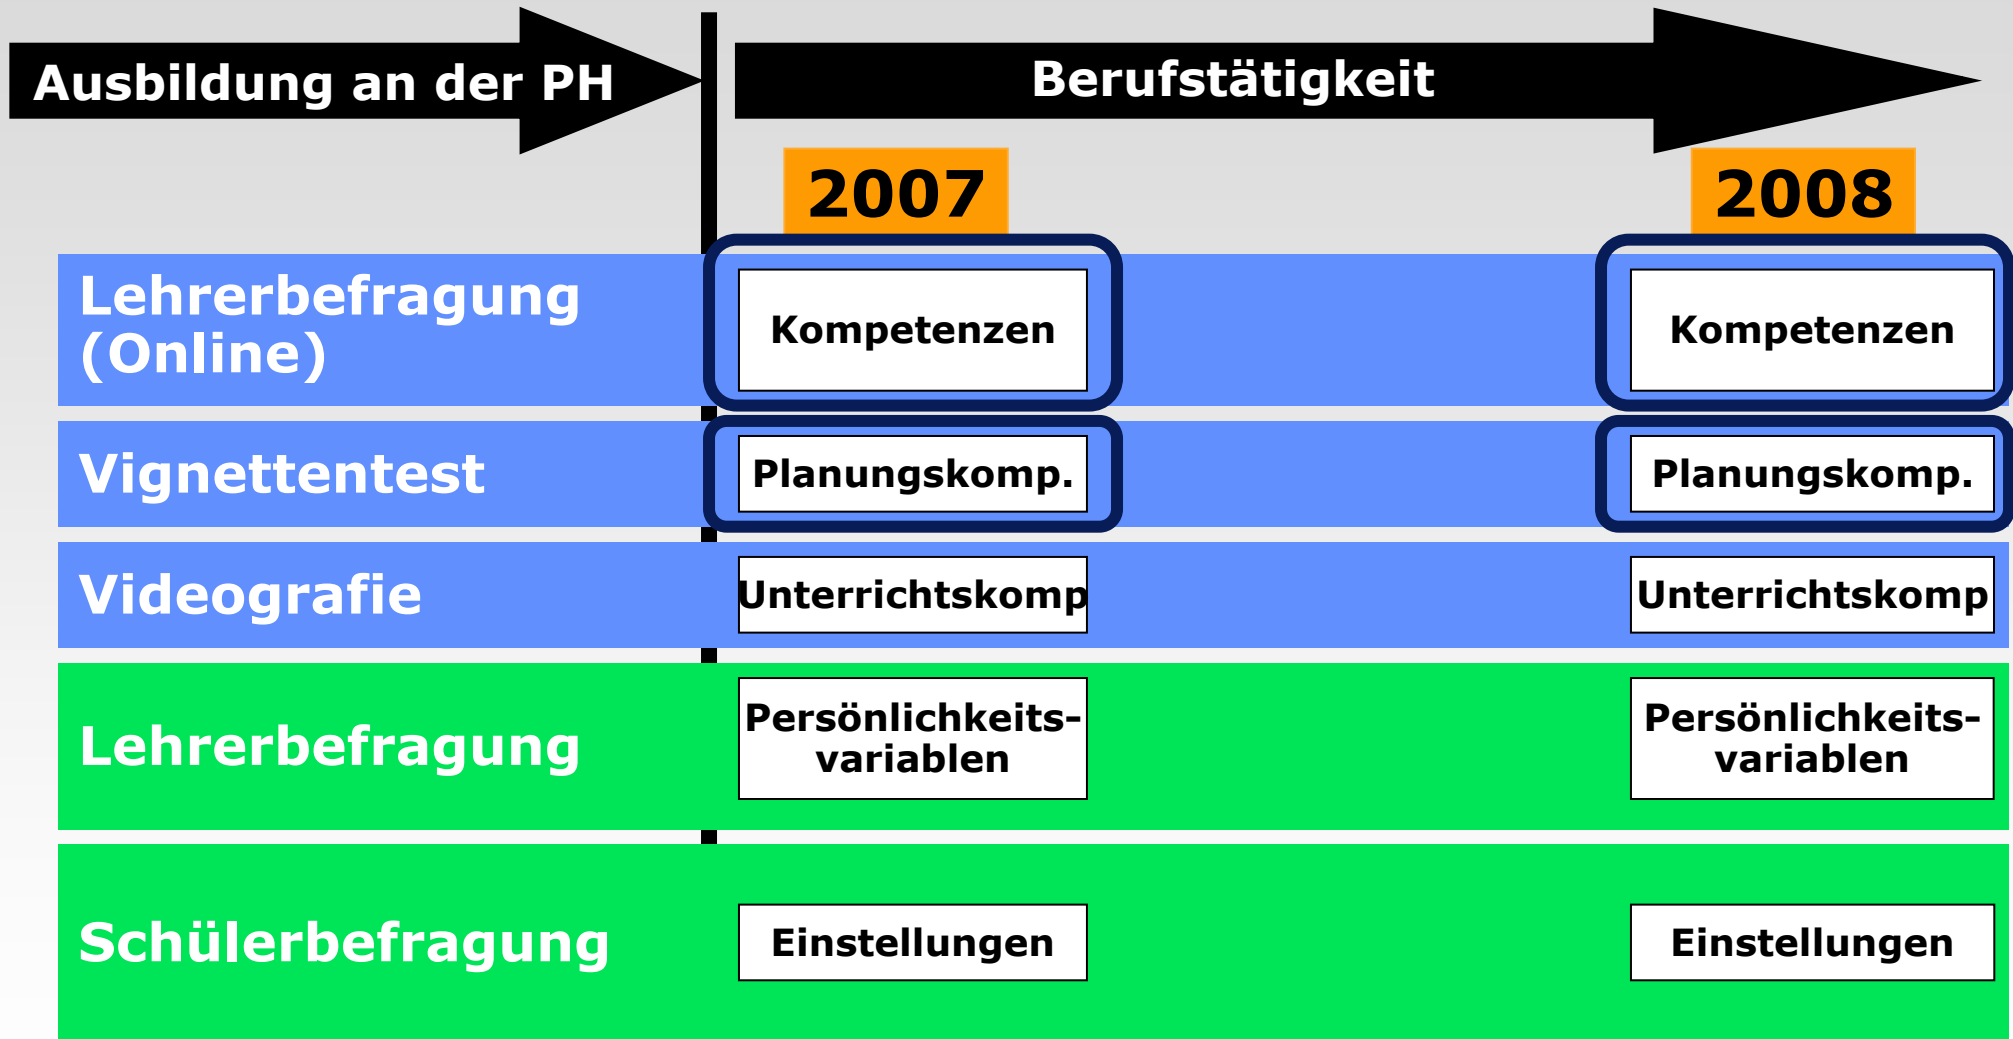 Ausbildung an der PH
Berufstätigkeit
2007
2008
Lehrerbefragung
(Online)
Kompetenzen
Kompetenzen
Vignettentest
Planungskomp.
Planungskomp.
Videografie
Unterrichtskomp
Unterrichtskomp
Lehrerbefragung
Persönlichkeits-
variablen
Persönlichkeits-
variablen
Schülerbefragung
Einstellungen
Einstellungen